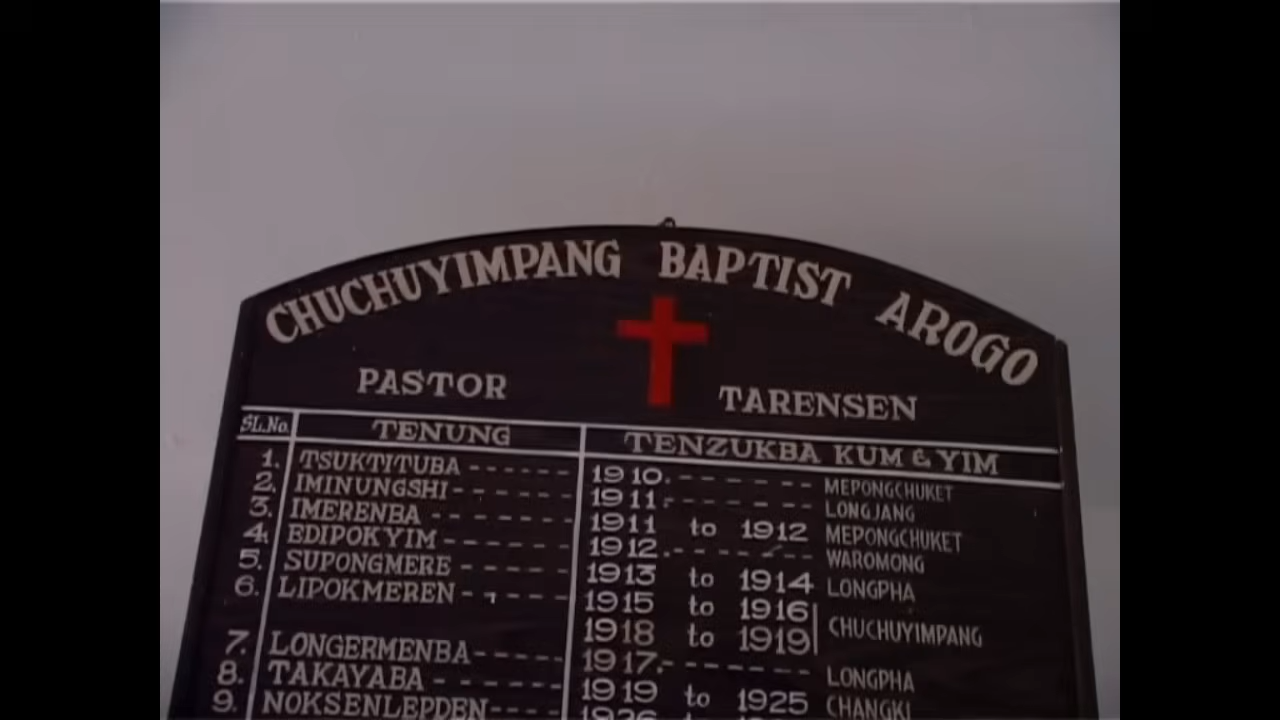 CHUCHUYIMPANG BAPTIST AROGO
PASTOR TARENSEN
SL.No. TENUNG TENZUKBA KUM & YIM
1. TSUKTITUBA ------ 1910.------ MEPONGCHUKET
2. IMINUNGSHI ------ 1911.------ LONGJANG
3. IMERENBA ------ 1911 to 1912 MEPONGCHUKET
4. EDIPOKYIM ------ 1912.------ WAROMONG
5. SUPONGMERE ----- 1913 to 1914 LONGPHA
6. LIPOKMEREN ----- 1915 to 1916
1918 to 1919 CHUCHUYIMPANG
7. LONGERMENBA ----- 1917.------ LONGPHA
8. TAKAYABA ------ 1919 to 1925 CHANGKI
9. NOKSENLEPDEN----